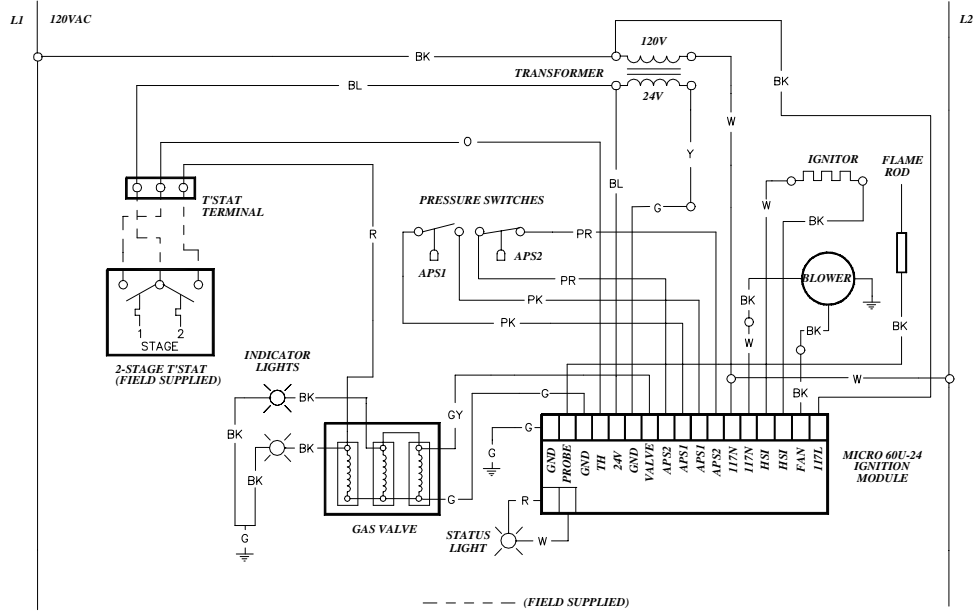 L1
120VAC
L2
120V
BK
TRANSFORMER
24V
BL
BK
W
O
Y
IGNITOR
FLAME
ROD
T'STAT
TERMINAL
PRESSURE SWITCHES
BL
G
W
BK
R
PR
APS1
APS2
PR
BLOWER
PK
BK
PK
BK
BK
1
2
STAGE
W
2-STAGE T'STAT
(FIELD SUPPLIED)
INDICATOR
LIGHTS
W
BK
G
BK
GY
BK
G
BK
BK
G
GND
PROBE
GND
TH
24V
GND
VALVE
APS2
APS1
APS1
APS2
117N
117N
HSI
HSI
FAN
117L
MICRO 60U-24
IGNITION
MODULE
G
R
G
GAS VALVE
STATUS
LIGHT
W
(FIELD SUPPLIED)